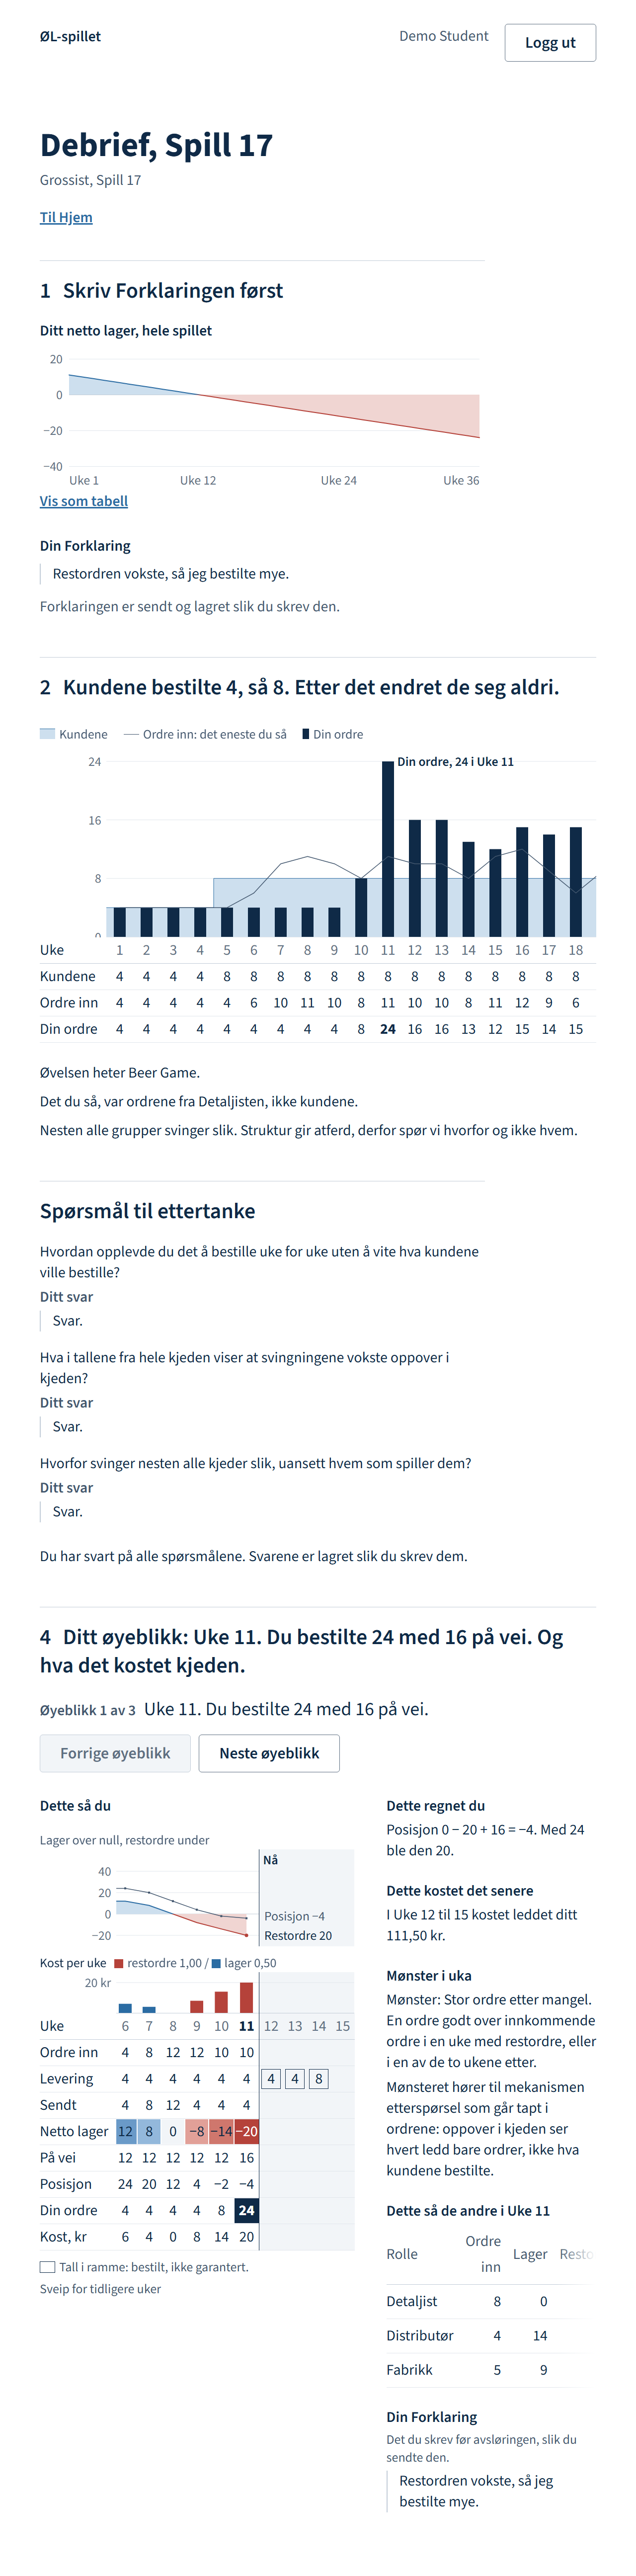 ØL-spillet
Demo Student
Logg ut
Debrief, Spill 17
Grossist, Spill 17
Til Hjem
1 Skriv Forklaringen først
Ditt netto lager, hele spillet
20
0
−20
−40
Uke 1 Uke 12 Uke 24 Uke 36
Vis som tabell
Din Forklaring
Restordren vokste, så jeg bestilte mye.
Forklaringen er sendt og lagret slik du skrev den.
2 Kundene bestilte 4, så 8. Etter det endret de seg aldri.
Kundene Ordre inn: det eneste du så Din ordre
24 Din ordre, 24 i Uke 11
16
8
0
Uke 1 2 3 4 5 6 7 8 9 10 11 12 13 14 15 16 17 18
Kundene 4 4 4 4 8 8 8 8 8 8 8 8 8 8 8 8 8 8
Ordre inn 4 4 4 4 4 6 10 11 10 8 11 10 10 8 11 12 9 6
Din ordre 4 4 4 4 4 4 4 4 4 8 24 16 16 13 12 15 14 15
Øvelsen heter Beer Game.
Det du så, var ordrene fra Detaljisten, ikke kundene.
Nesten alle grupper svinger slik. Struktur gir atferd, derfor spør vi hvorfor og ikke hvem.
Spørsmål til ettertanke
Hvordan opplevde du det å bestille uke for uke uten å vite hva kundene
ville bestille?
Ditt svar
Svar.
Hva i tallene fra hele kjeden viser at svingningene vokste oppover i
kjeden?
Ditt svar
Svar.
Hvorfor svinger nesten alle kjeder slik, uansett hvem som spiller dem?
Ditt svar
Svar.
Du har svart på alle spørsmålene. Svarene er lagret slik du skrev dem.
4 Ditt øyeblikk: Uke 11. Du bestilte 24 med 16 på vei. Og
hva det kostet kjeden.
Øyeblikk 1 av 3 Uke 11. Du bestilte 24 med 16 på vei.
Forrige øyeblikk
Neste øyeblikk
Dette så du
Lager over null, restordre under
Nå
40
20
0
−20
Posisjon −4
Restordre 20
Kost per uke restordre 1,00 / lager 0,50
20 kr
Uke 6 7 8 9 10 11 12 13 14 15
Ordre inn 4 8 12 12 10 10
Levering 4 4 4 4 4 4 4 4 8
Sendt 4 8 12 4 4 4
Netto lager 12 8 0 −8 −14 −20
På vei 12 12 12 12 12 16
Posisjon 24 20 12 4 −2 −4
Din ordre 4 4 4 4 8 24
Kost, kr 6 4 0 8 14 20
Tall i ramme: bestilt, ikke garantert.
Sveip for tidligere uker
Dette regnet du
Posisjon 0 − 20 + 16 = −4. Med 24
ble den 20.
Dette kostet det senere
I Uke 12 til 15 kostet leddet ditt
111,50 kr.
Mønster i uka
Mønster: Stor ordre etter mangel.
En ordre godt over innkommende
ordre i en uke med restordre, eller
i en av de to ukene etter.
Mønsteret hører til mekanismen
etterspørsel som går tapt i
ordrene: oppover i kjeden ser
hvert ledd bare ordrer, ikke hva
kundene bestilte.
Dette så de andre i Uke 11
Rolle Ordre inn Lager Resto
Detaljist 8 0
Distributør 4 14
Fabrikk 5 9
Din Forklaring
Det du skrev før avsløringen, slik du
sendte den.
Restordren vokste, så jeg
bestilte mye.